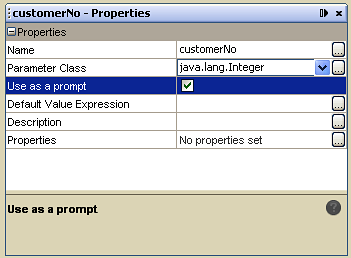 customerNo - Properties
Properties
Name customerNo ...
Parameter Class java.lang.Integer ...
Use as a prompt
Default Value Expression ...
Description ...
Properties No properties set ...
Use as a prompt ?